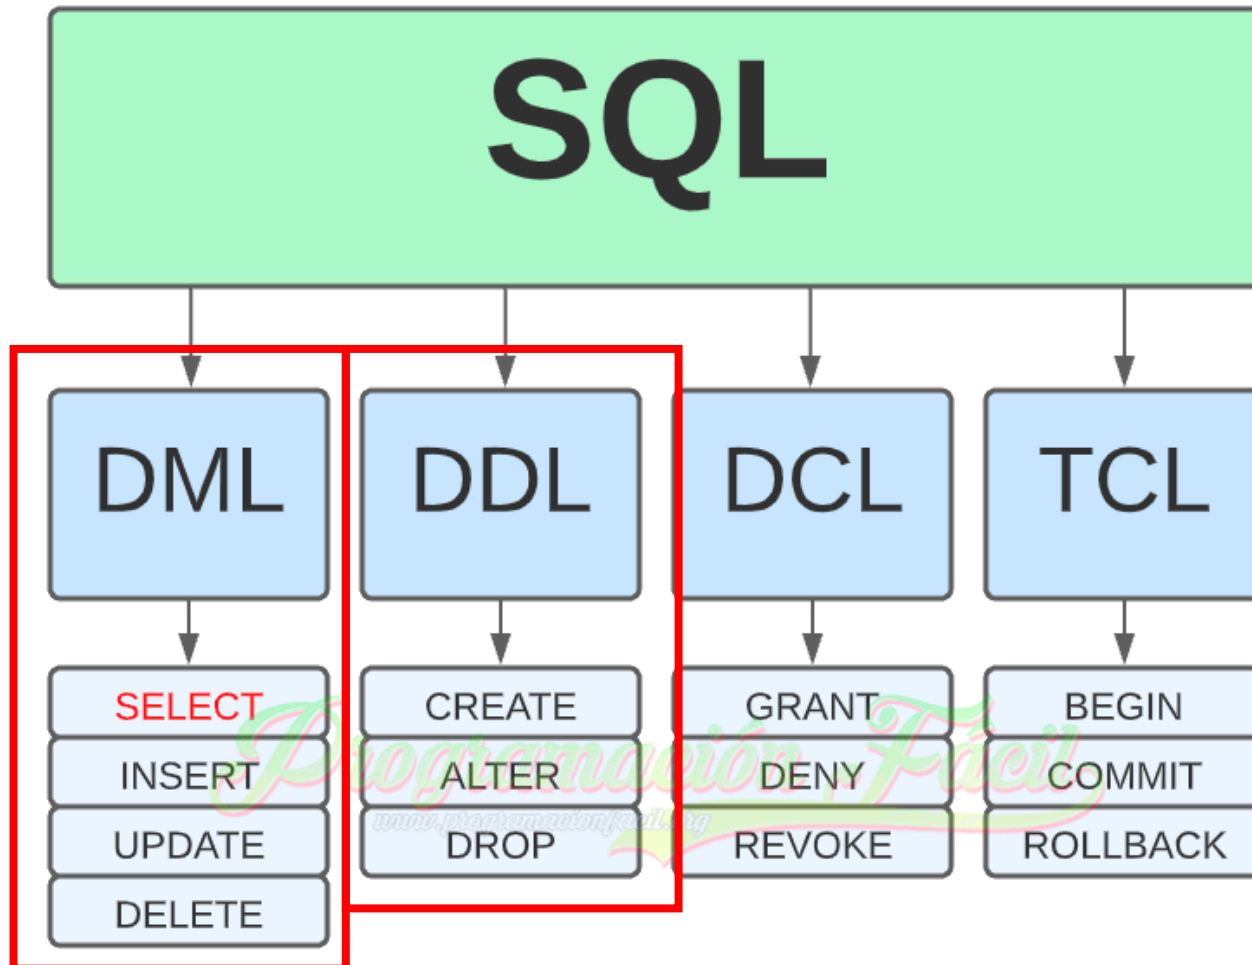 SQL
DML
DDL
DCL
TCL
SELECT
CREATE
GRANT
BEGIN
INSERT
ALTER
DENY
COMMIT
UPDATE
DROP
REVOKE
ROLLBACK
DELETE
Programación Fácil
www.programacionfacil.org